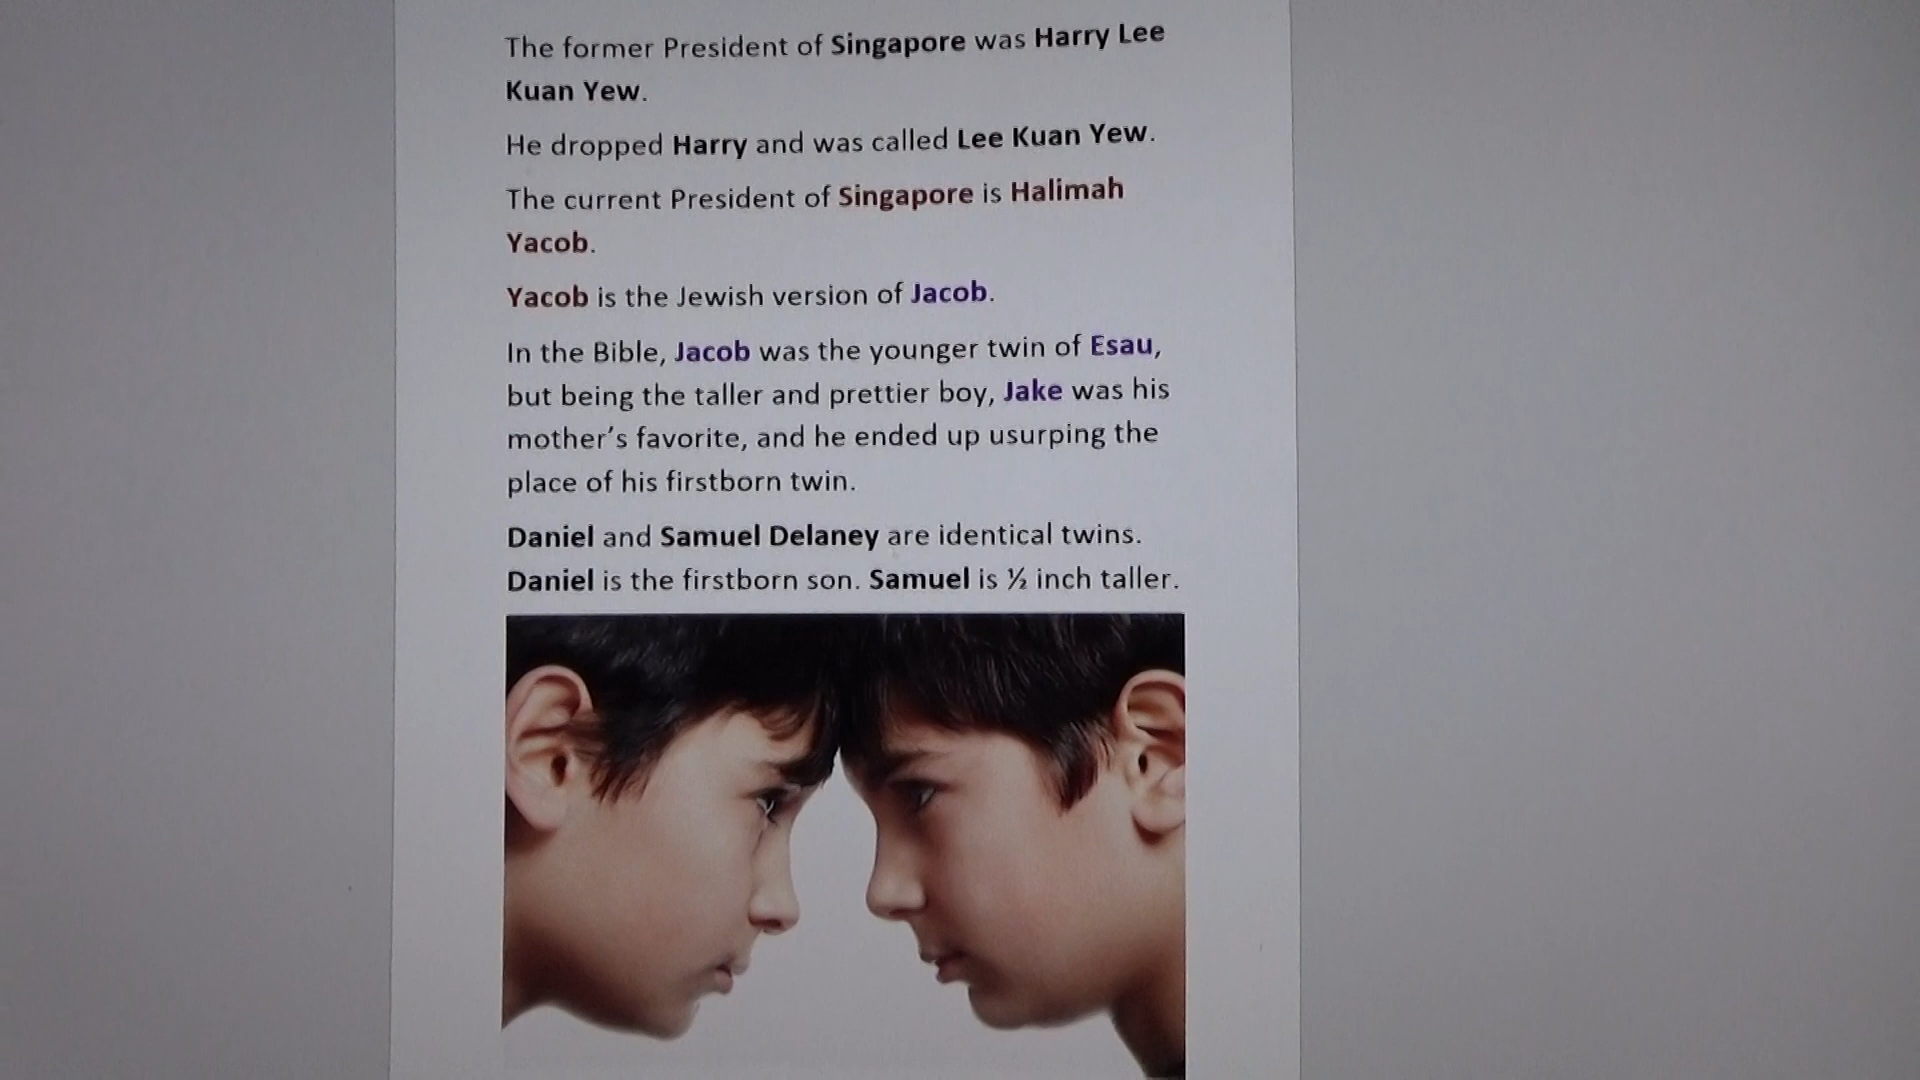 The former President of Singapore was Harry Lee
Kuan Yew.
He dropped Harry and was called Lee Kuan Yew.
The current President of Singapore is Halimah
Yacob.
Yacob is the Jewish version of Jacob.
In the Bible, Jacob was the younger twin of Esau,
but being the taller and prettier boy, Jake was his
mother’s favorite, and he ended up usurping the
place of his firstborn twin.
Daniel and Samuel Delaney are identical twins.
Daniel is the firstborn son. Samuel is ½ inch taller.